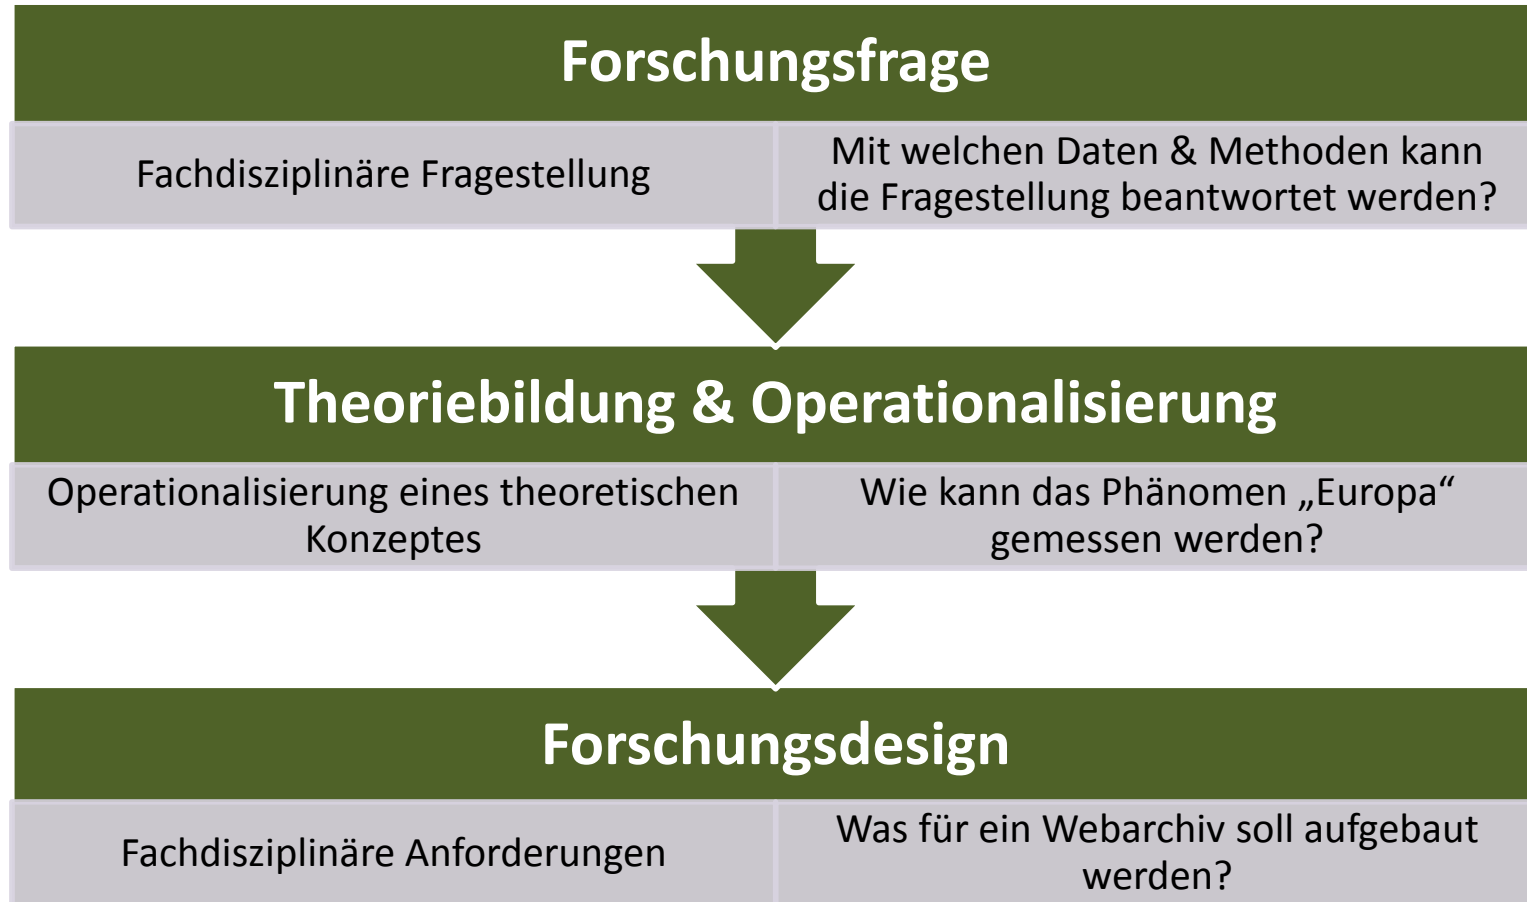 Forschungsfrage
Fachdisziplinäre Fragestellung
Mit welchen Daten & Methoden kann
die Fragestellung beantwortet werden?
Theoriebildung & Operationalisierung
Operationalisierung eines theoretischen
Konzeptes
Wie kann das Phänomen „Europa“
gemessen werden?
Forschungsdesign
Fachdisziplinäre Anforderungen
Was für ein Webarchiv soll aufgebaut
werden?